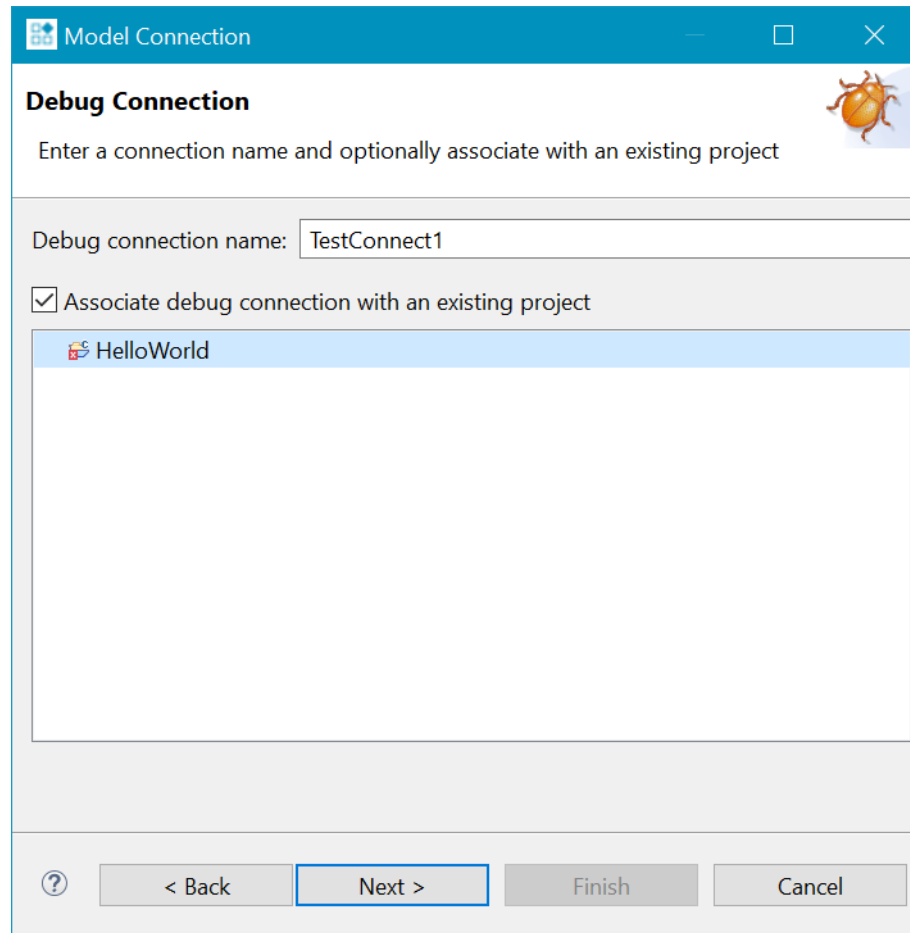 Model Connection
Debug Connection
Enter a connection name and optionally associate with an existing project
Debug connection name: TestConnect1
Associate debug connection with an existing project
HelloWorld
? < Back Next > Finish Cancel